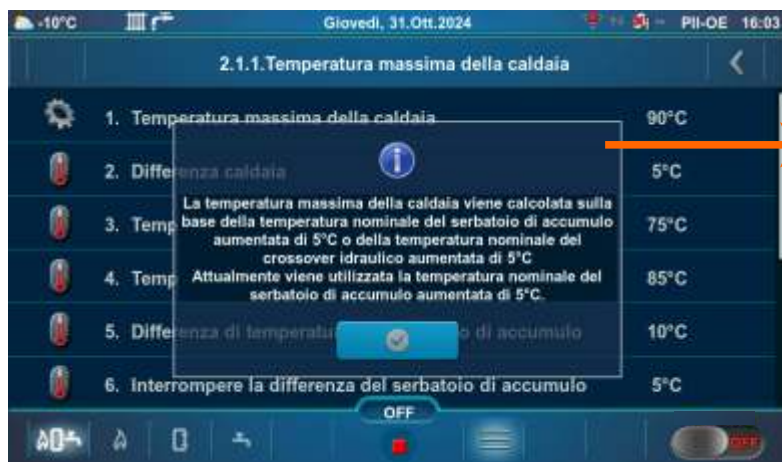 -10°C Giovedì, 31.Ott.2024 PII-OE 16:03
2.1.1.Temperatura massima della caldaia
1. Temperatura massima della caldaia 90°C
2. Differenza caldaia 5°C
La temperatura massima della caldaia viene calcolata sulla
3. Temp 75°C
base della temperatura nominale del serbatoio di accumulo
aumentata di 5°C o della temperatura nominale del
crossover idraulico aumentata di 5°C
4. Temp 85°C
Attualmente viene utilizzata la temperatura nominale del
serbatoio di accumulo aumentata di 5°C.
5. Differenza di temperatu o di accumulo 10°C
6. Interrompere la differenza del serbatoio di accumulo 5°C
OFF
OFF